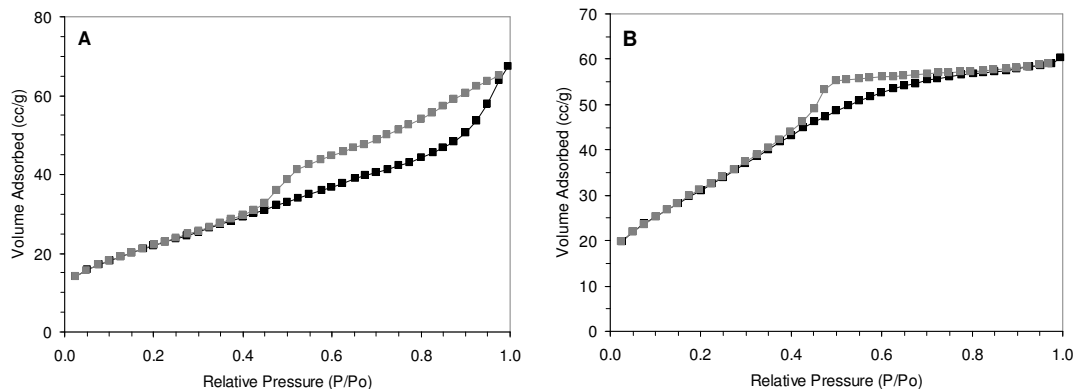 A
Volume Adsorbed (cc/g)
80
60
40
20
0
0.0 0.2 0.4 0.6 0.8 1.0
Relative Pressure (P/Po)
B
Volume Adsorbed (cc/g)
70
60
50
40
30
20
10
0
0.0 0.2 0.4 0.6 0.8 1.0
Relative Pressure (P/Po)